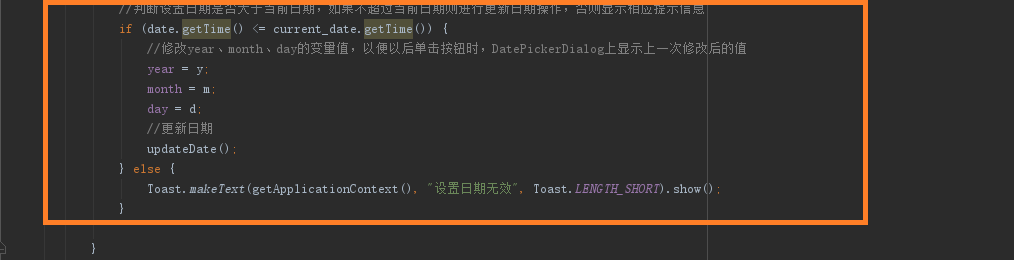 //判断设置日期是否大于当前日期，如果不超过当前日期则进行更新日期操作，否则显示相应提示信息
if (date.getTime() <= current_date.getTime()) {
//修改year、month、day的变量值，以便以后单击按钮时，DatePickerDialog上显示上一次修改后的值
year = y;
month = m;
day = d;
//更新日期
updateDate();
} else {
Toast.makeText(getApplicationContext(), "设置日期无效", Toast.LENGTH_SHORT).show();
}
}